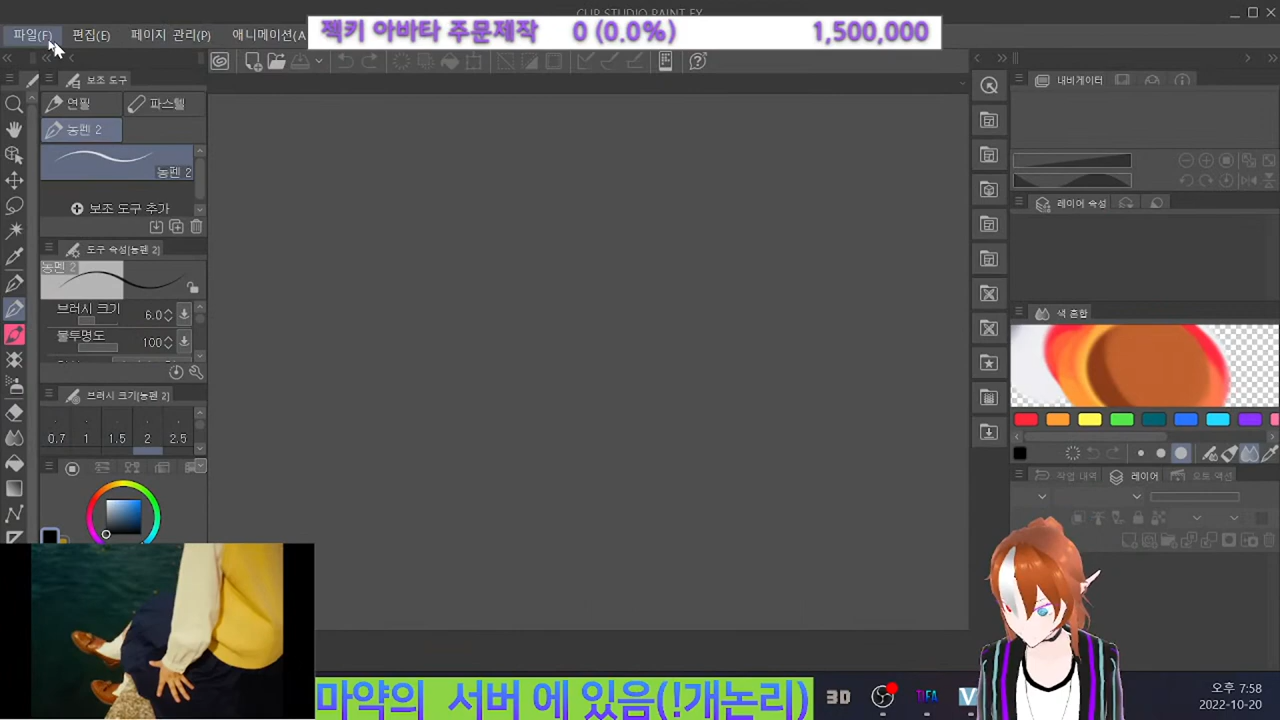 CLIP STUDIO PAINT EX
파일(F) 편집(E) 페이지 관리(P) 애니메이션(A
젝키 아바타 주문제작 0 (0.0%) 1,500,000
보조 도구
연필 파스텔
농펜 2
농펜 2
보조 도구 추가
도구 속성[농펜 2]
농펜 2
브러시 크기 6.0
불투명도 100
브러시 크기[농펜 2]
0.7 1 1.5 2 2.5
내비게이터
레이어 속성
색 혼합
작업 내역 레이어 오토 액션
마약의 서버 에 있음(!개논리)
3D
오후 7:58
2022-10-20